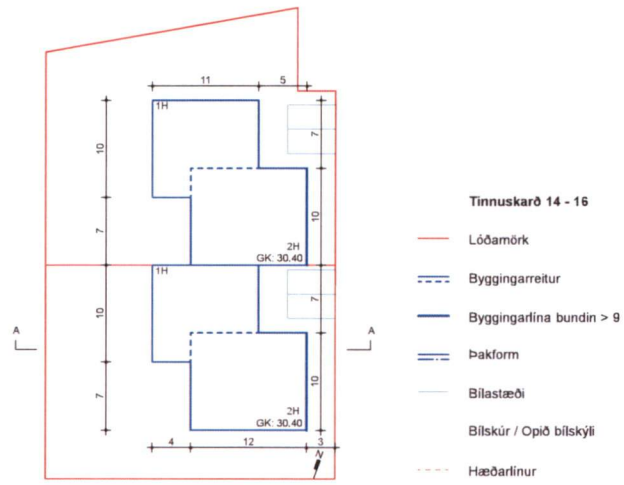 11 5
1H
10
7
7
10
2H
GK: 30.40
1H
10
7
A A
7
10
2H
GK: 30.40
4 12 3
N
Tinnuskarð 14 - 16
Lóðamörk
Byggingarreitur
Byggingarlína bundin > 9
Þakform
Bílastæði
Bílskúr / Opið bílskýli
Hæðarlínur